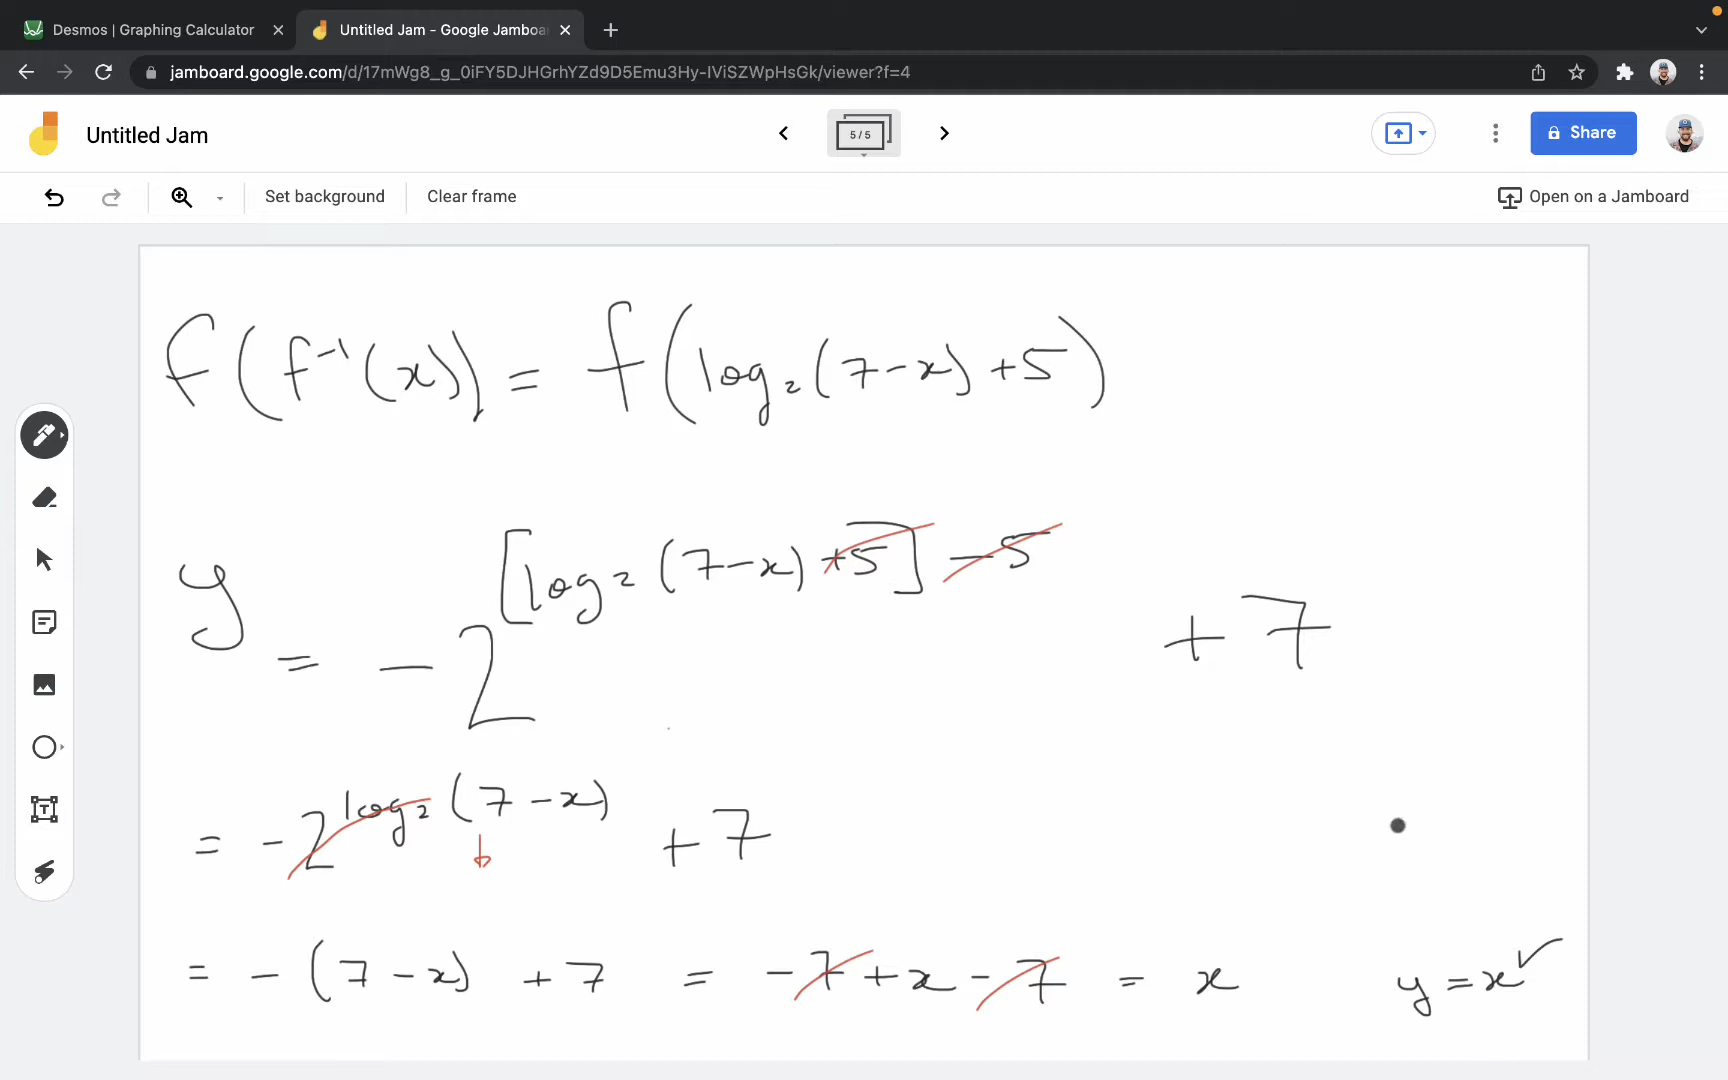 Desmos | Graphing Calculator
Untitled Jam - Google Jamboa
jamboard.google.com/d/17mWg8_g_0iFY5DJHGrhYZd9D5Emu3Hy-IViSZWpHsGk/viewer?f=4
Untitled Jam
5 / 5
Share
Set background
Clear frame
Open on a Jamboard
f(f⁻¹(x)) = f(log₂(7-x)+5)
y = -2^([log₂(7-x)+5]-5) +7
= -2^(log₂(7-x)) +7
= -(7-x) +7 = -7+x-7 = x y=x✓